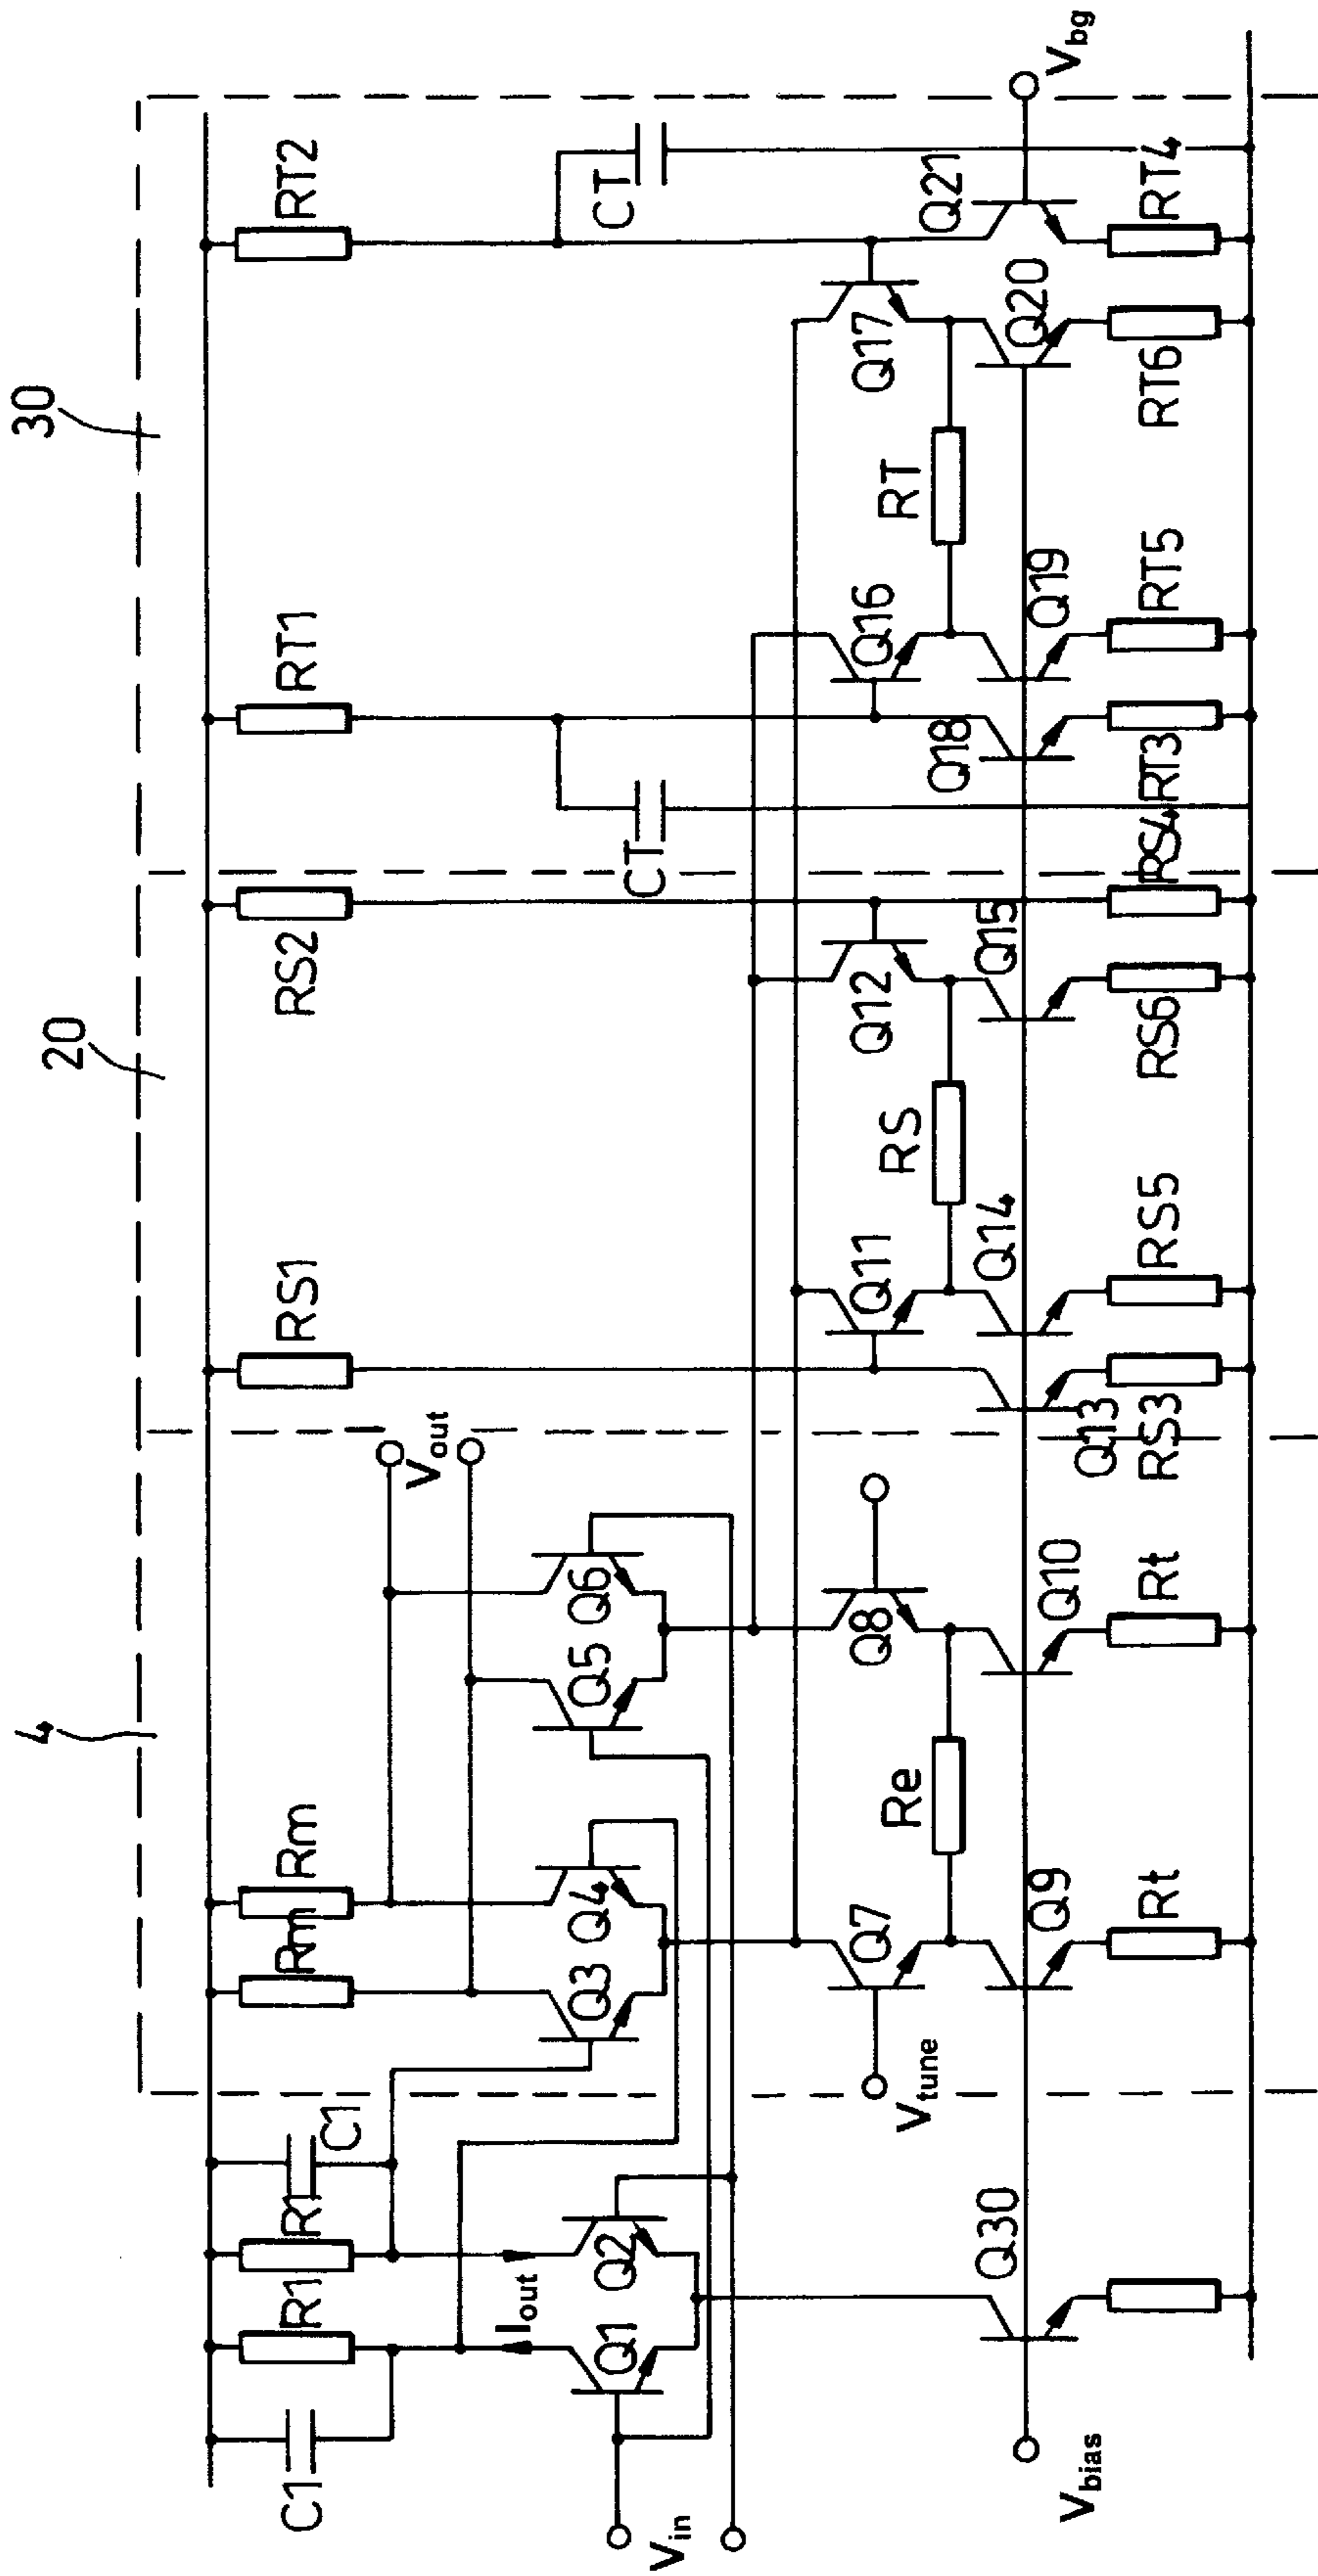 4
20
30
C1
R1
R1
C1
Rm
Rm
RS1
RS2
RT1
RT2
CT
CT
Iout
Vout
Vin
Q1
Q2
Q3
Q4
Q5
Q6
Vtune
Q7
Re
Q8
Q11
RS
Q12
Q16
RT
Q17
Vbias
Q30
Q9
Q10
Q13
Q14
Q15
Q18
Q19
Q20
Q21
Vbg
Rt
Rt
RS3
RS5
RS6
RS4
RT3
RT5
RT6
RT4